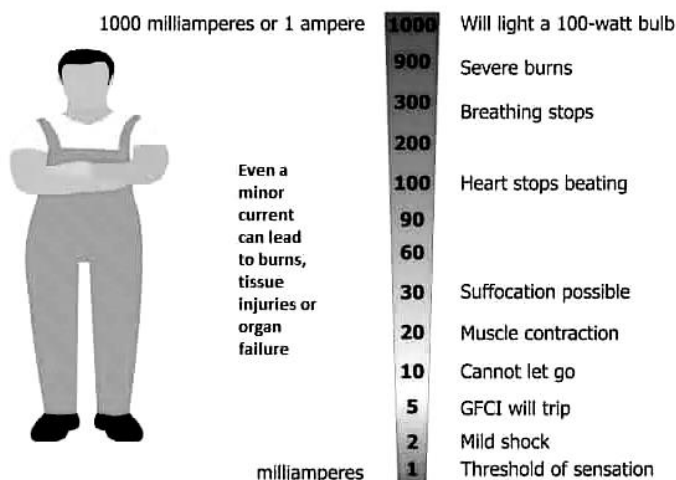 1000 milliamperes or 1 ampere 1000 Will light a 100-watt bulb
900 Severe burns
300 Breathing stops
200
Even a
minor
current
can lead
to burns,
tissue
injuries or
organ
failure
100 Heart stops beating
90
60
30 Suffocation possible
20 Muscle contraction
10 Cannot let go
5 GFCI will trip
2 Mild shock
milliamperes 1 Threshold of sensation